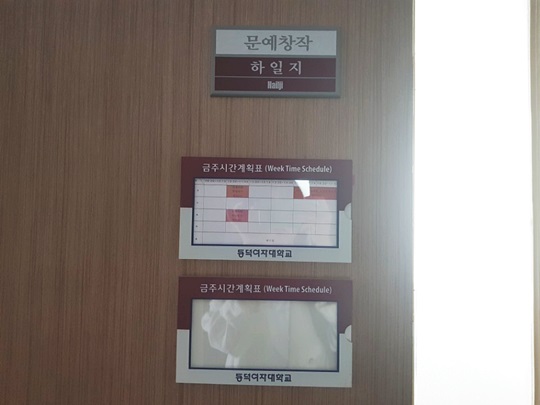 문예창작
하 일 지
Hailji
금주시간계획표 (Week Time Schedule)
동덕여자대학교
금주시간계획표 (Week Time Schedule)
동덕여자대학교